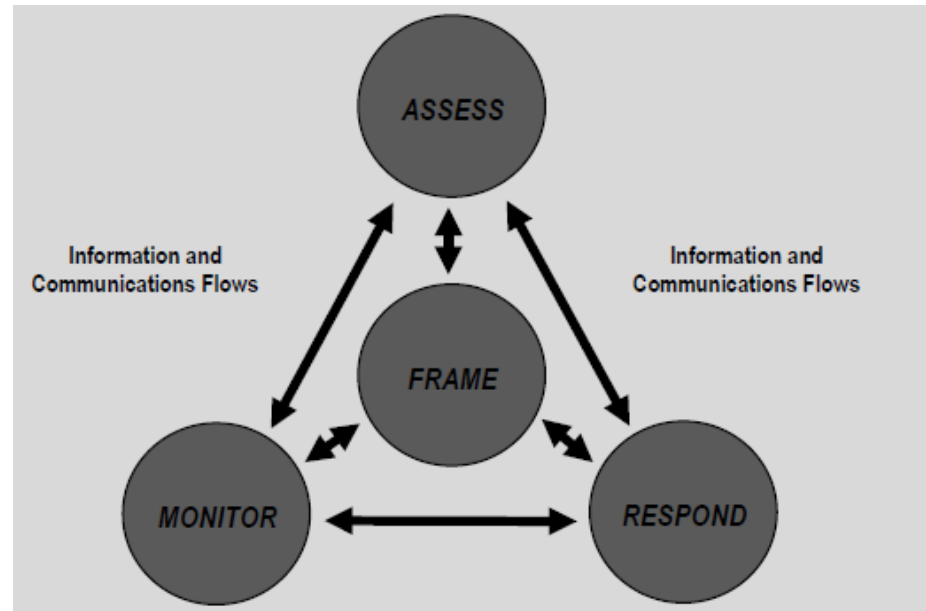 ASSESS
Information and
Communications Flows
Information and
Communications Flows
FRAME
MONITOR
RESPOND